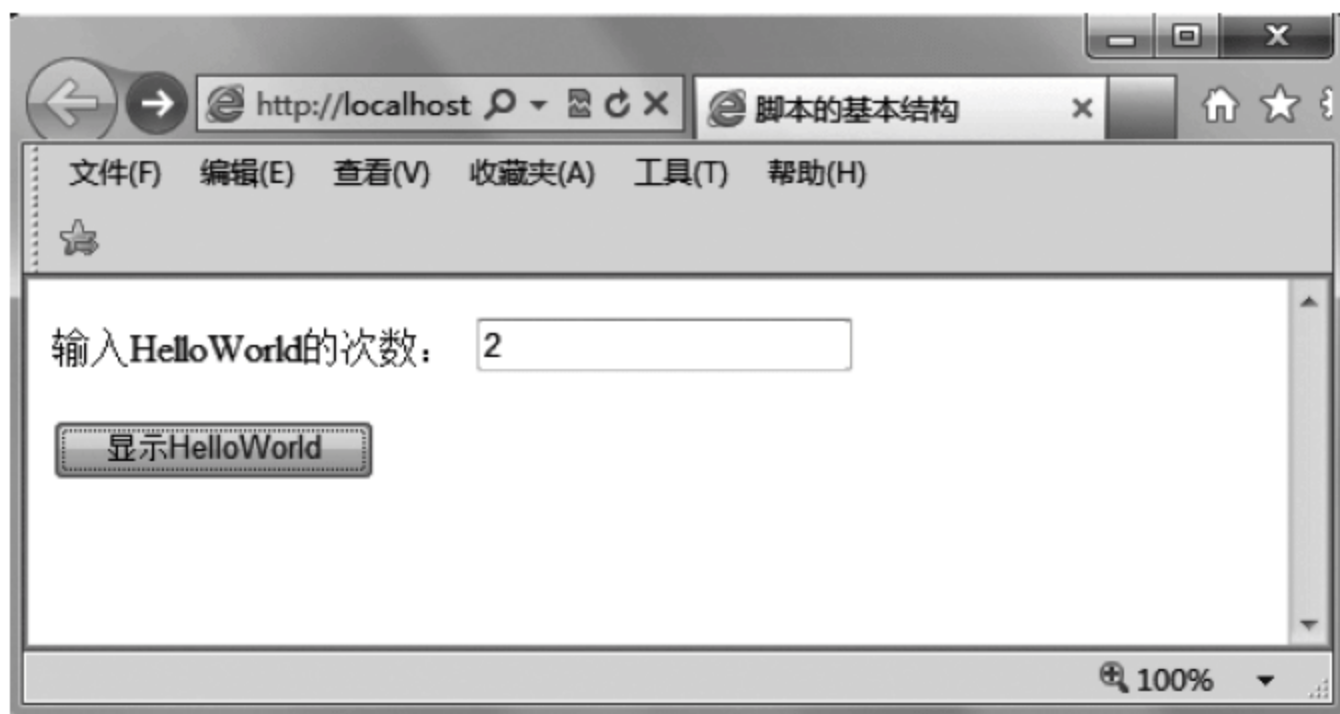 http://localhost
脚本的基本结构
文件(F) 编辑(E) 查看(V) 收藏夹(A) 工具(T) 帮助(H)
输入HelloWorld的次数： 2
显示HelloWorld
100%